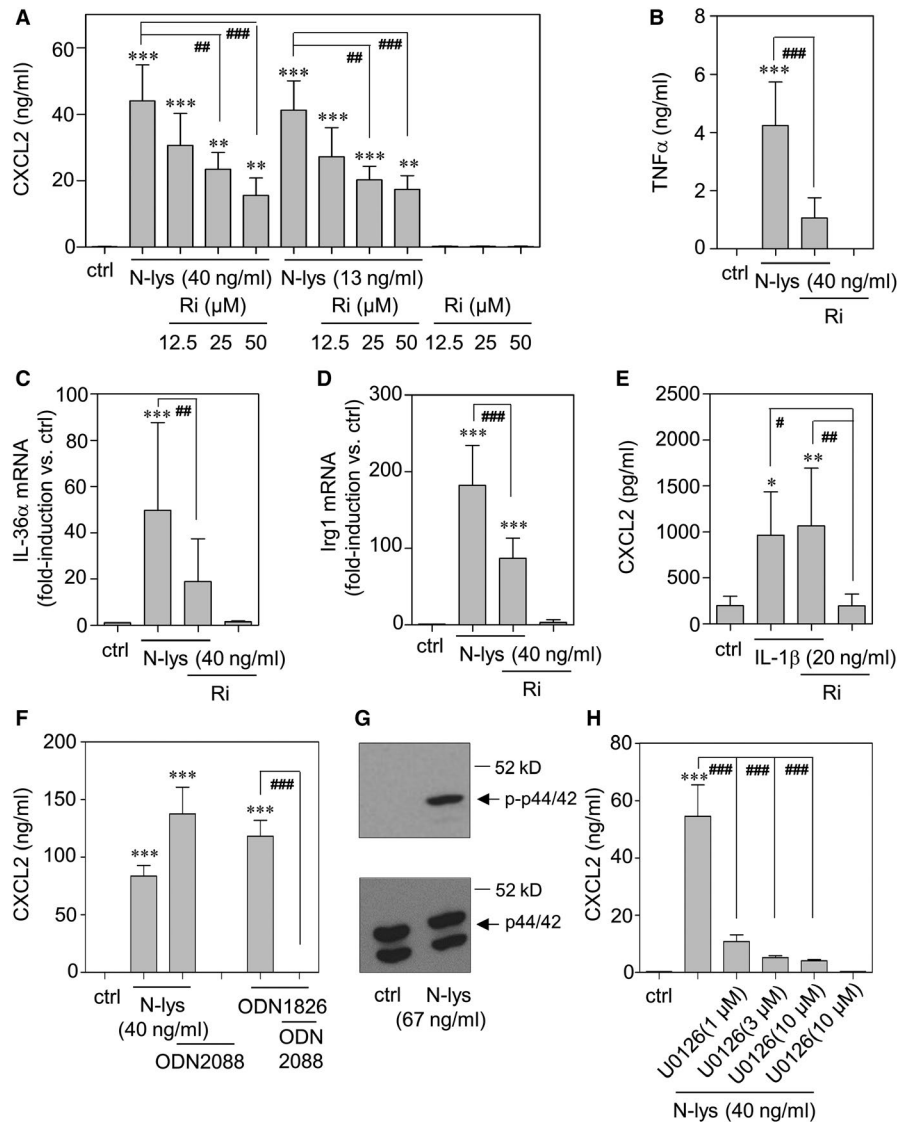 A
CXCL2 (ng/ml)
60
40
20
0
***
***
**
**
***
***
***
**
##
###
##
###
ctrl
N-lys (40 ng/ml)
N-lys (13 ng/ml)
Ri (µM)
Ri (µM)
Ri (µM)
12.5 25 50 12.5 25 50 12.5 25 50
B
TNFα (ng/ml)
8
6
4
2
0
***
###
ctrl
N-lys (40 ng/ml)
Ri
C
IL-36α mRNA
(fold-induction vs. ctrl)
100
80
60
40
20
0
***
##
ctrl
N-lys (40 ng/ml)
Ri
D
Irg1 mRNA
(fold-induction vs. ctrl)
300
200
100
0
***
###
***
ctrl
N-lys (40 ng/ml)
Ri
E
CXCL2 (pg/ml)
2500
2000
1500
1000
500
0
*
**
#
##
ctrl
IL-1β (20 ng/ml)
Ri
F
CXCL2 (ng/ml)
200
150
100
50
0
***
***
***
###
ctrl
N-lys
(40 ng/ml)
ODN2088
ODN1826
ODN
2088
G
52 kD
p-p44/42
52 kD
p44/42
ctrl N-lys
(67 ng/ml)
H
CXCL2 (ng/ml)
80
60
40
20
0
***
### ### ###
ctrl
U0126(1 µM)
U0126(3 µM)
U0126(10 µM)
U0126(10 µM)
N-lys (40 ng/ml)